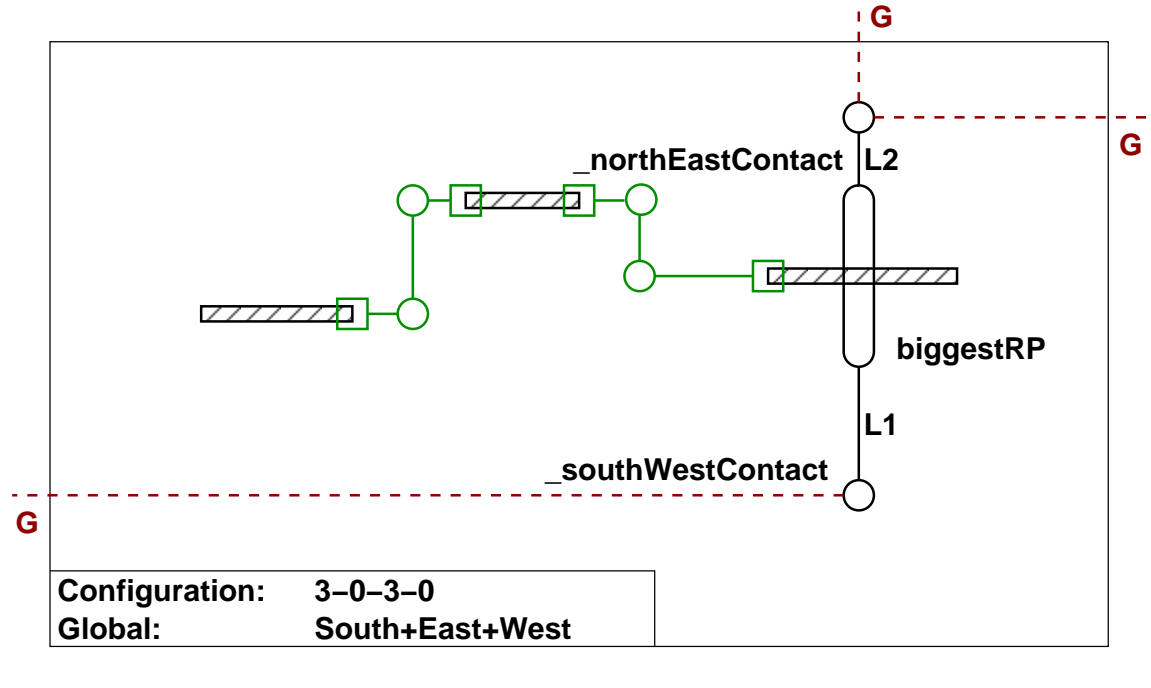 G
_northEastContact L2
G
biggestRP
L1
_southWestContact
G
Configuration: 3–0–3–0
Global: South+East+West